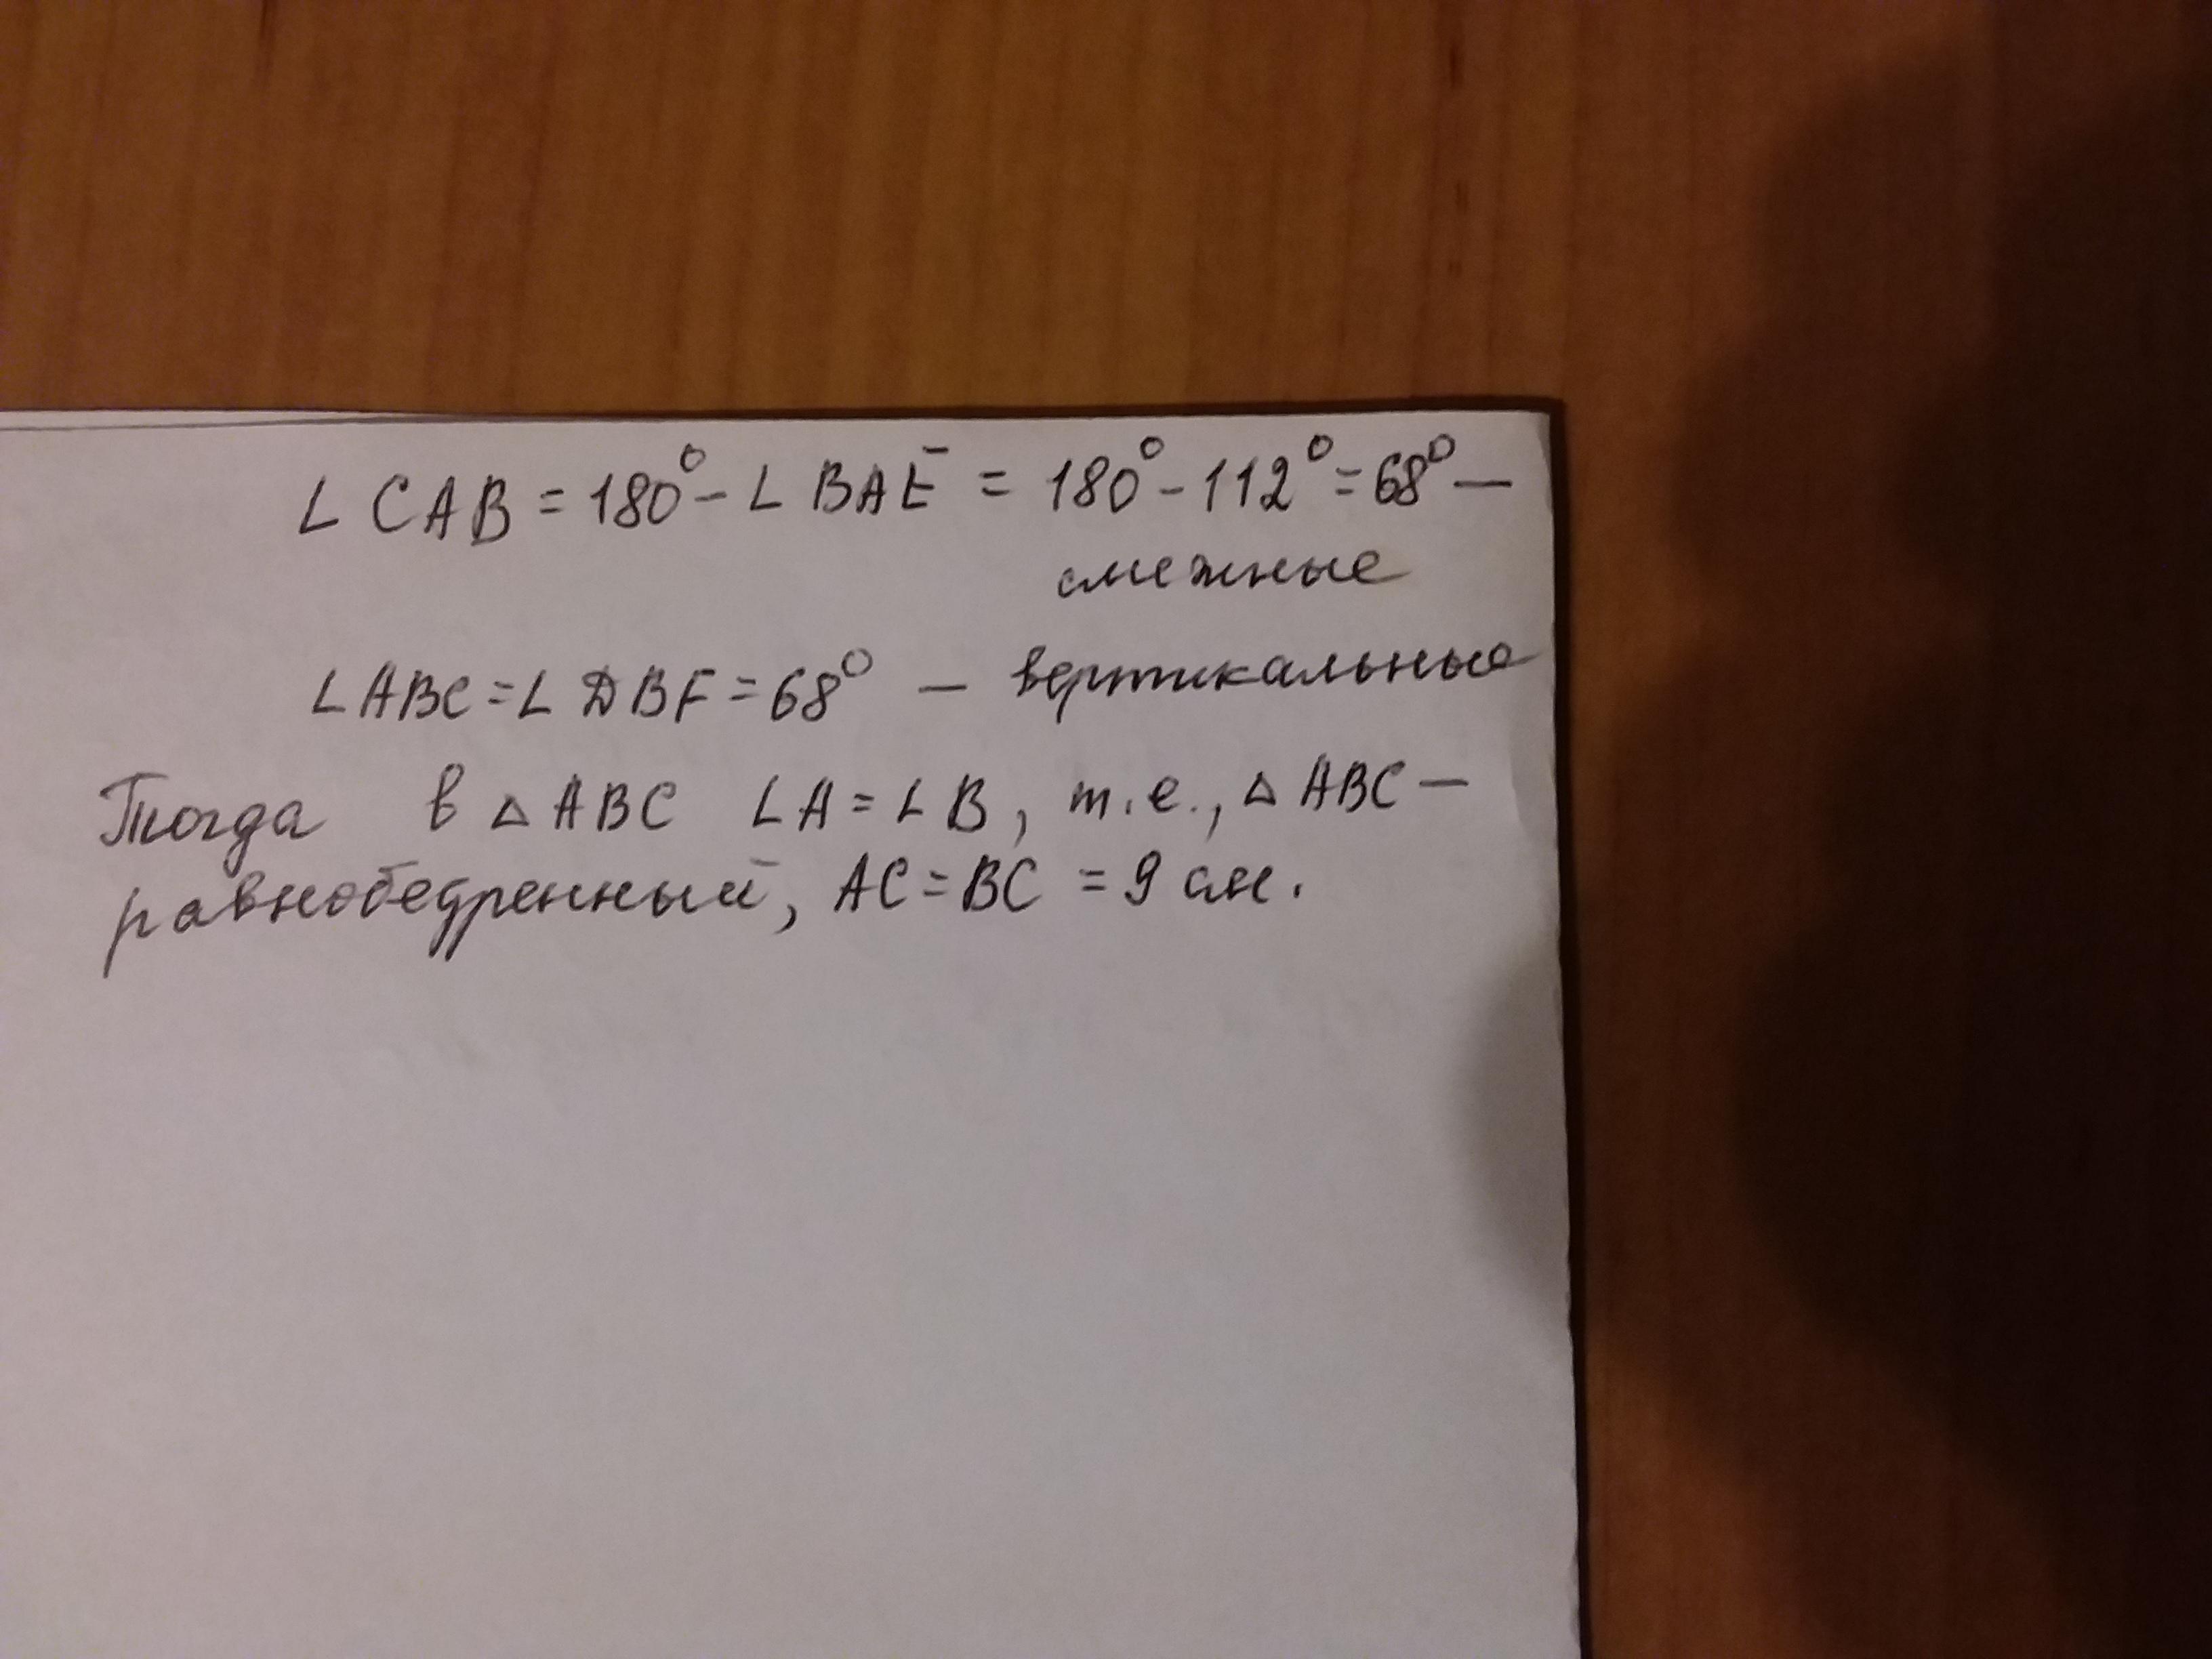 ∠ CAB = 180° - ∠ BAE = 180° - 112° = 68° —
смежные
∠ABC = ∠ DBF = 68° — вертикальные
Тогда в △ ABC ∠A = ∠B, т.е., △ ABC —
равнобедренный, AC = BC = 9 см.